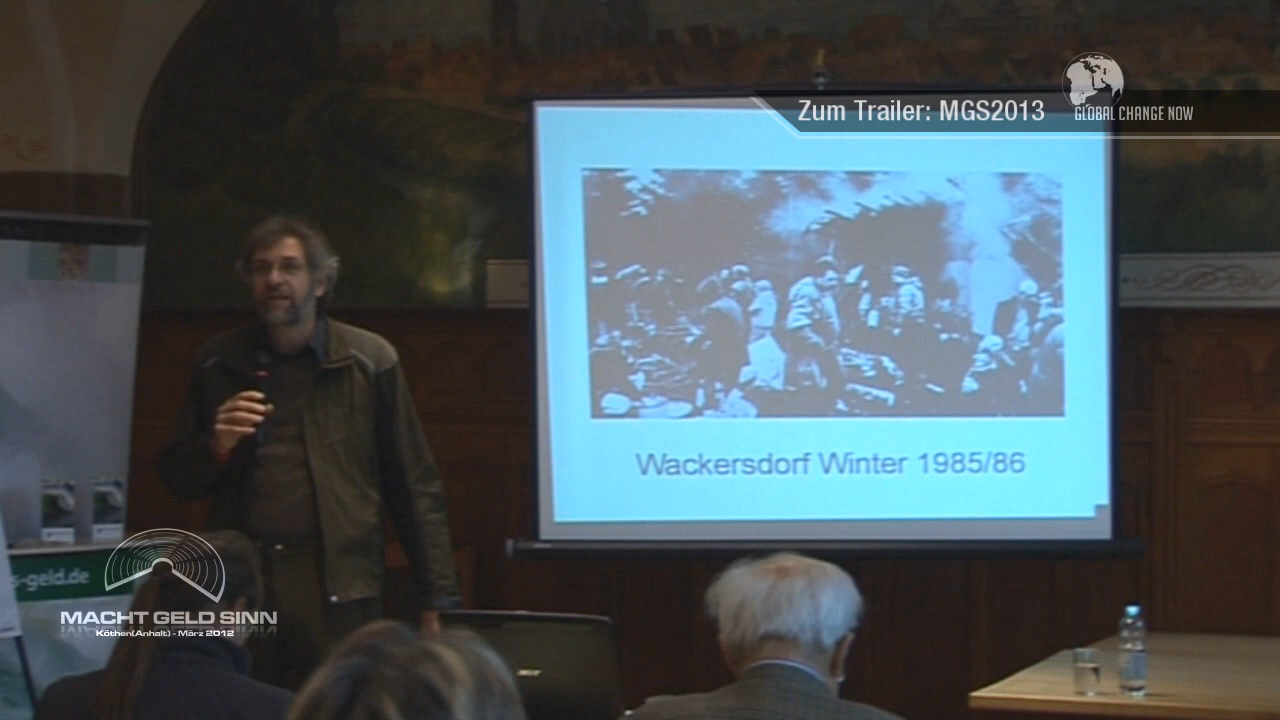 Zum Trailer: MGS2013
GLOBAL CHANGE NOW
Wackersdorf Winter 1985/86
s-geld.de
MACHT GELD SINN
Köthen(Anhalt) - März 2012
acer